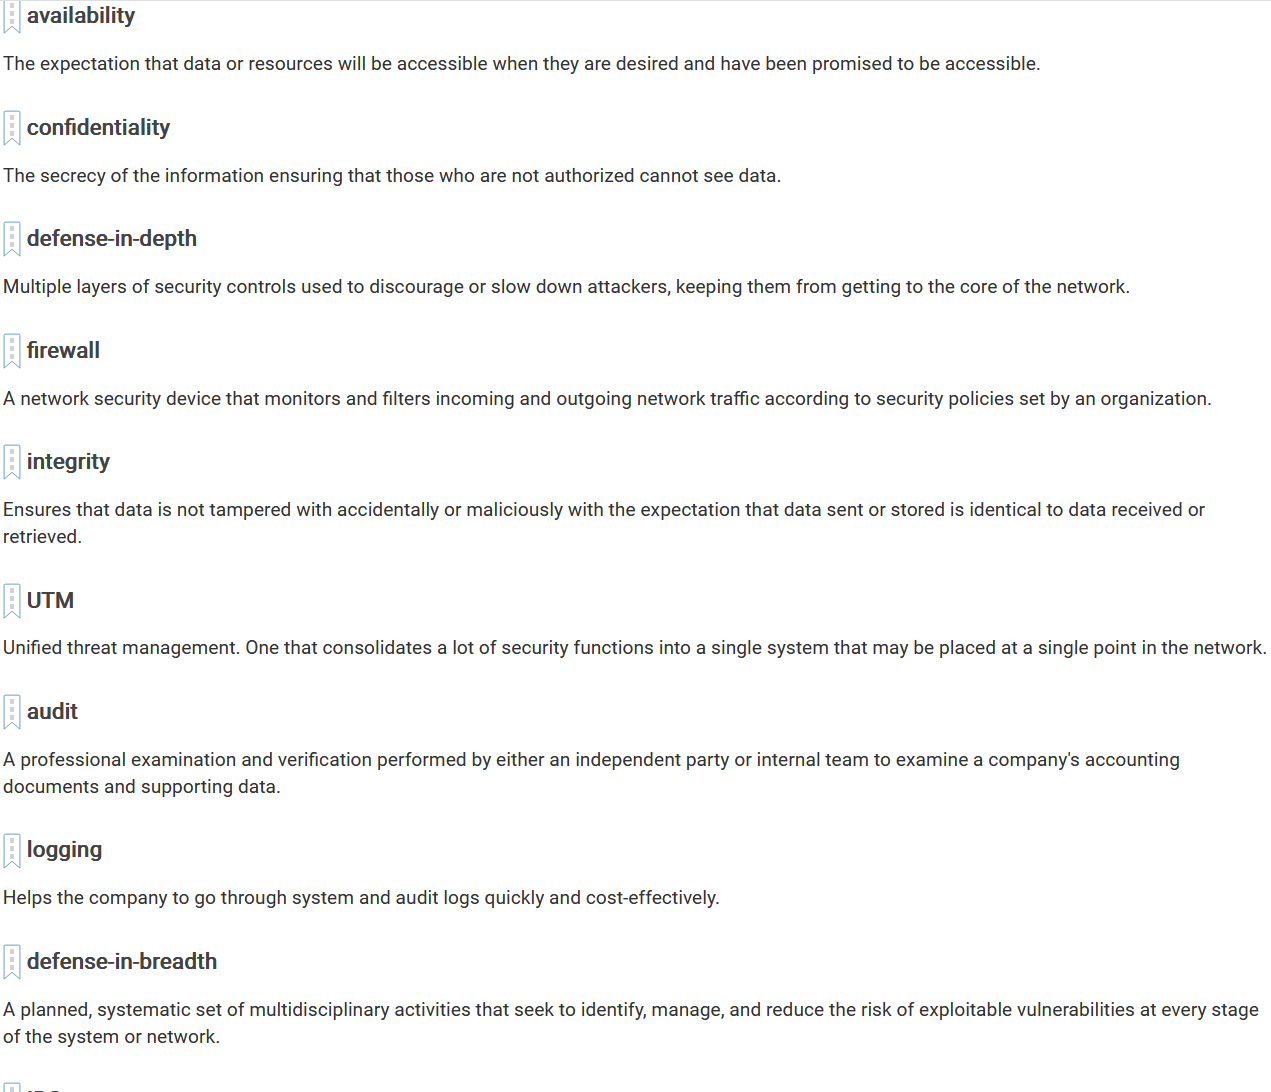 availability
The expectation that data or resources will be accessible when they are desired and have been promised to be accessible.
confidentiality
The secrecy of the information ensuring that those who are not authorized cannot see data.
defense-in-depth
Multiple layers of security controls used to discourage or slow down attackers, keeping them from getting to the core of the network.
firewall
A network security device that monitors and filters incoming and outgoing network traffic according to security policies set by an organization.
integrity
Ensures that data is not tampered with accidentally or maliciously with the expectation that data sent or stored is identical to data received or
retrieved.
UTM
Unified threat management. One that consolidates a lot of security functions into a single system that may be placed at a single point in the network.
audit
A professional examination and verification performed by either an independent party or internal team to examine a company's accounting
documents and supporting data.
logging
Helps the company to go through system and audit logs quickly and cost-effectively.
defense-in-breadth
A planned, systematic set of multidisciplinary activities that seek to identify, manage, and reduce the risk of exploitable vulnerabilities at every stage
of the system or network.